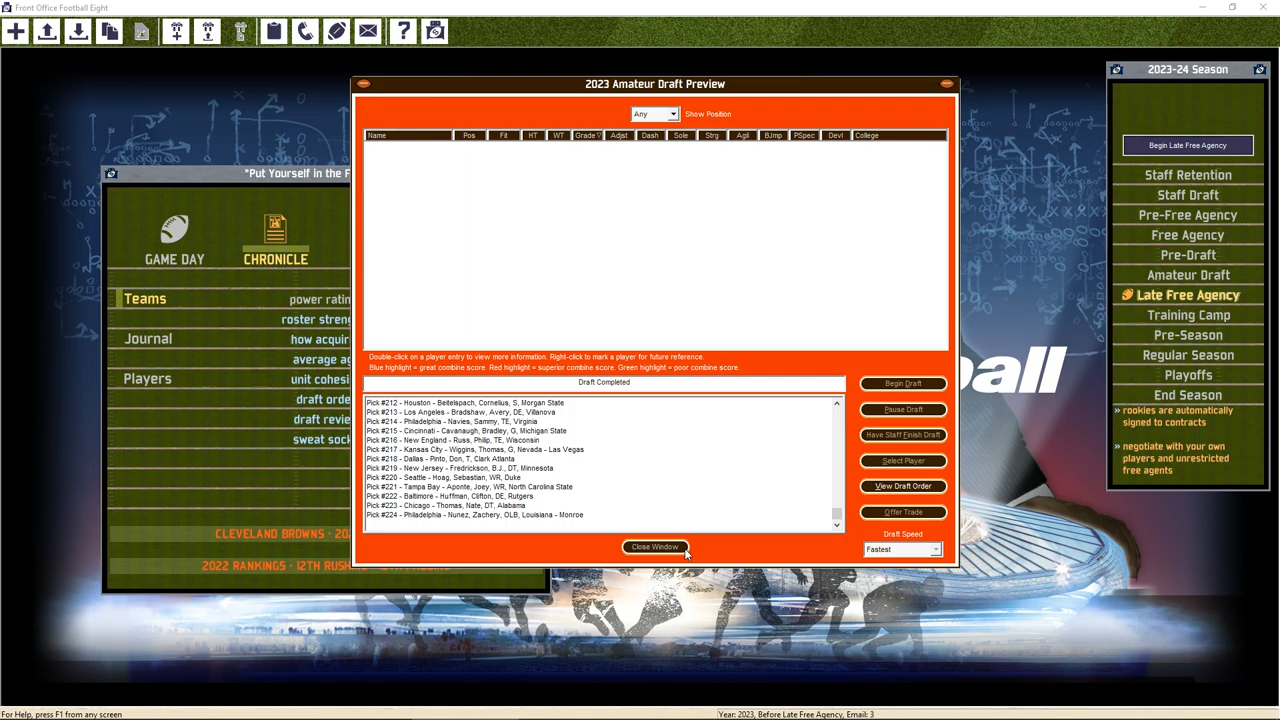 Front Office Football Eight
2023 Amateur Draft Preview
Any
Show Position
Name Pos Fit HT WT Grade Adjst Dash Sole Strg Agil BJmp PSpec Devl College
Double-click on a player entry to view more information. Right-click to mark a player for future reference.
Blue highlight = great combine score. Red highlight = superior combine score. Green highlight = poor combine score.
Draft Completed
Pick #212 - Houston - Beitelspach, Cornelius, S, Morgan State
Pick #213 - Los Angeles - Bradshaw, Avery, DE, Villanova
Pick #214 - Philadelphia - Navies, Sammy, TE, Virginia
Pick #215 - Cincinnati - Cavanaugh, Bradley, G, Michigan State
Pick #216 - New England - Russ, Philip, TE, Wisconsin
Pick #217 - Kansas City - Wiggins, Thomas, G, Nevada - Las Vegas
Pick #218 - Dallas - Pinto, Don, T, Clark Atlanta
Pick #219 - New Jersey - Fredrickson, B.J., DT, Minnesota
Pick #220 - Seattle - Hoag, Sebastian, WR, Duke
Pick #221 - Tampa Bay - Aponte, Joey, WR, North Carolina State
Pick #222 - Baltimore - Huffman, Clifton, DE, Rutgers
Pick #223 - Chicago - Thomas, Nate, DT, Alabama
Pick #224 - Philadelphia - Nunez, Zachery, OLB, Louisiana - Monroe
Begin Draft
Pause Draft
Have Staff Finish Draft
Select Player
View Draft Order
Offer Trade
Draft Speed
Fastest
Close Window
"Put Yourself in the F
GAME DAY
CHRONICLE
Teams
power ratin
roster streng
Journal
how acquir
average ag
Players
unit cohesi
draft orde
draft revie
sweat sock
CLEVELAND BROWNS · 20
2022 RANKINGS · 12TH RUSH
ball
2023-24 Season
Begin Late Free Agency
Staff Retention
Staff Draft
Pre-Free Agency
Free Agency
Pre-Draft
Amateur Draft
Late Free Agency
Training Camp
Pre-Season
Regular Season
Playoffs
End Season
» rookies are automatically
signed to contracts
» negotiate with your own
players and unrestricted
free agents
For Help, press F1 from any screen
Year: 2023, Before Late Free Agency, Email: 3